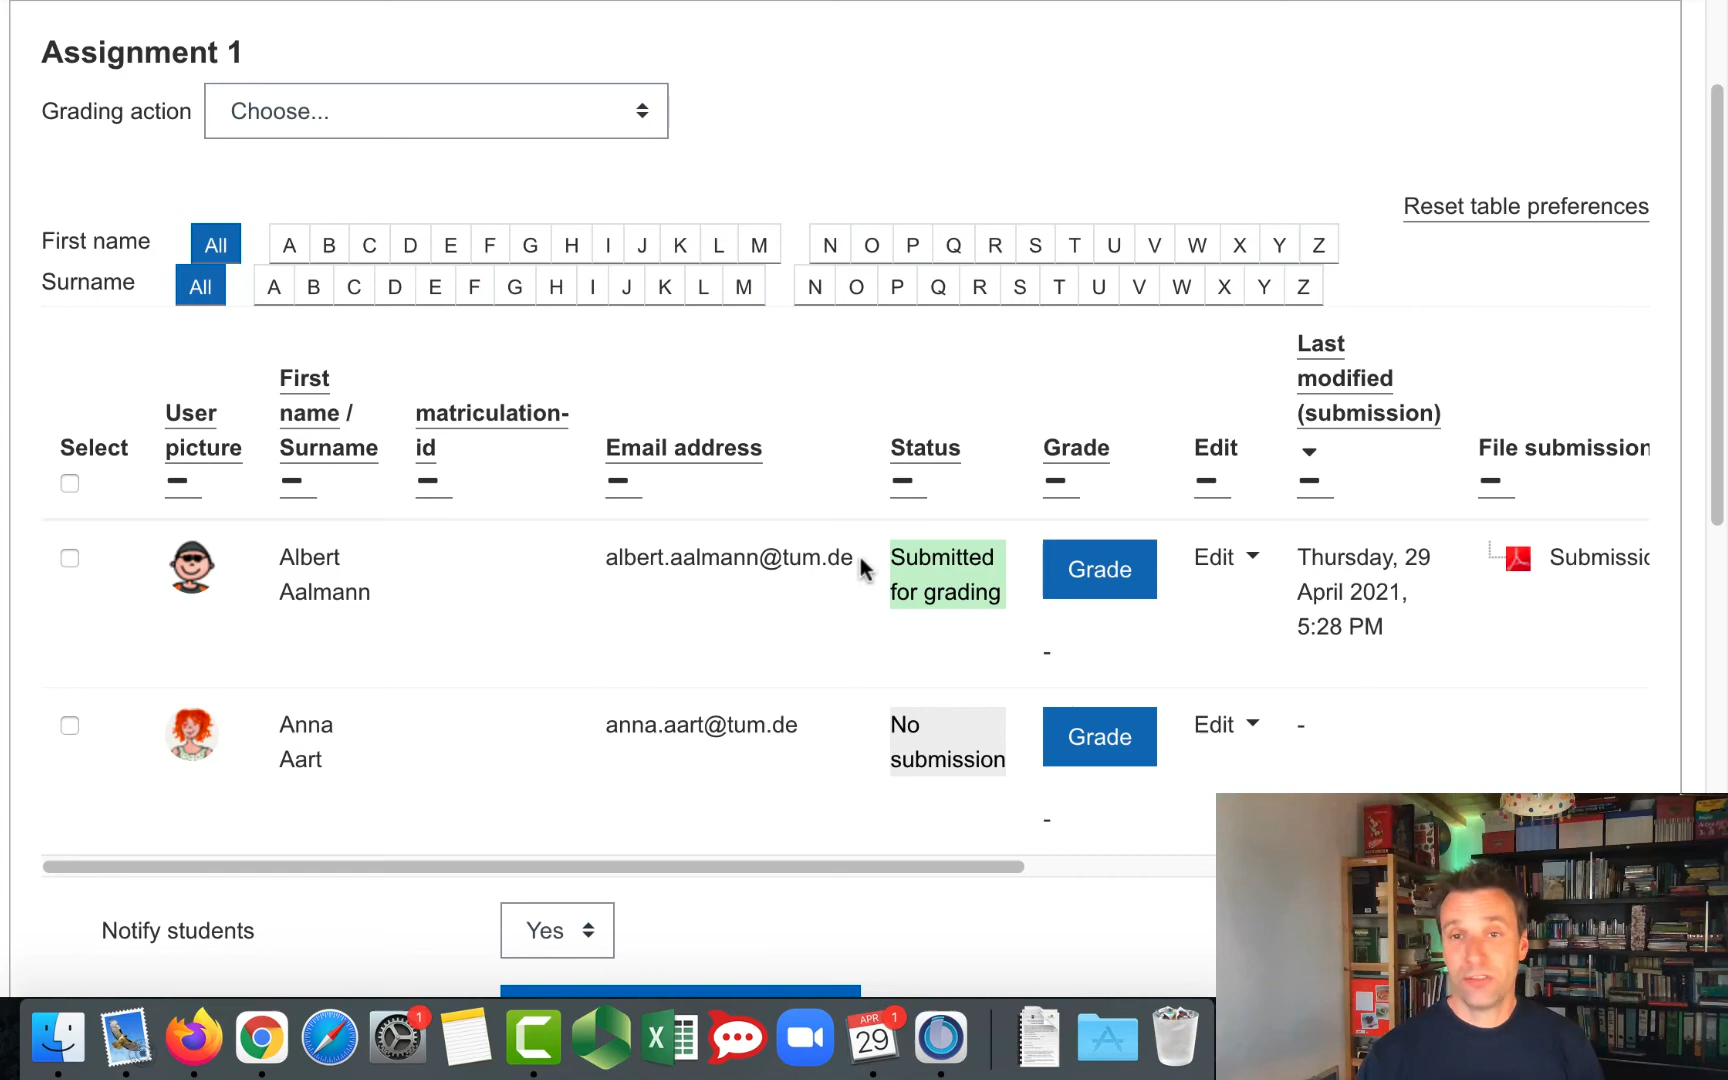 Assignment 1
Grading action
Choose...
Reset table preferences
First name All A B C D E F G H I J K L M N O P Q R S T U V W X Y Z
Surname All A B C D E F G H I J K L M N O P Q R S T U V W X Y Z
Select
User
picture
First
name /
Surname
matriculation-
id
Email address
Status
Grade
Edit
Last
modified
(submission)
File submission
Albert
Aalmann
albert.aalmann@tum.de
Submitted
for grading
Grade
-
Edit
Thursday, 29
April 2021,
5:28 PM
Submissic
Anna
Aart
anna.aart@tum.de
No
submission
Grade
-
Edit
-
Notify students
Yes
1
APR
29
1